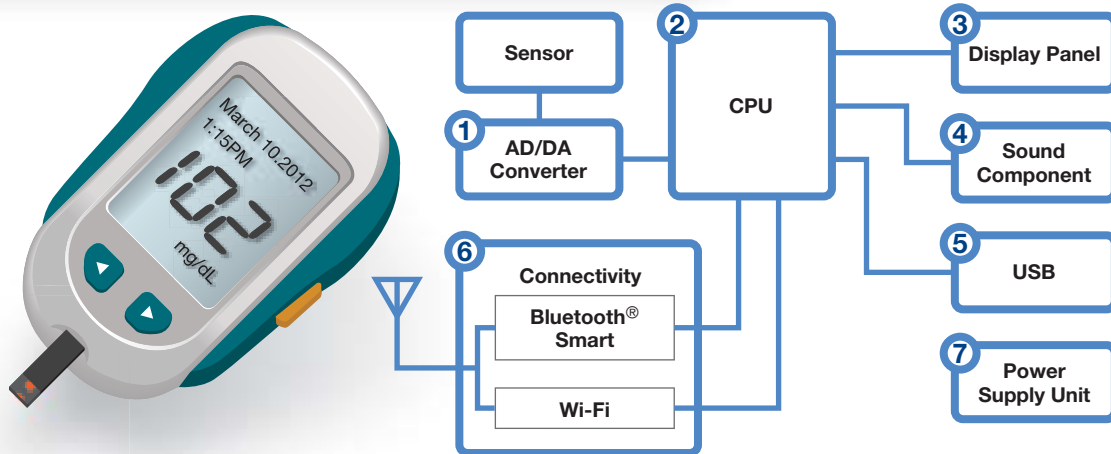 March 10.2012
1:15PM
102
mg/dL
Sensor
1
AD/DA
Converter
2
CPU
3
Display Panel
4
Sound
Component
5
USB
6
Connectivity
Bluetooth®
Smart
Wi-Fi
7
Power
Supply Unit